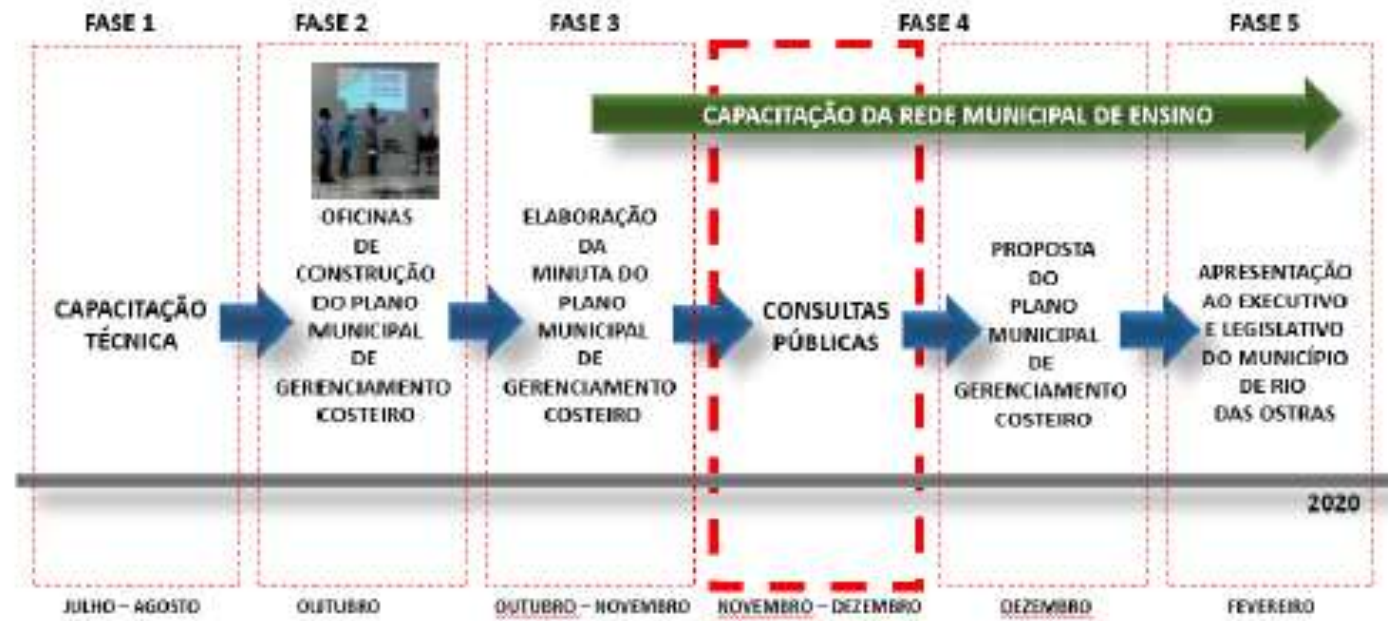 FASE 1
FASE 2
FASE 3
FASE 4
FASE 5
CAPACITAÇÃO DA REDE MUNICIPAL DE ENSINO
CAPACITAÇÃO
TÉCNICA
OFICINAS
DE
CONSTRUÇÃO
DO PLANO
MUNICIPAL
DE
GERENCIAMENTO
COSTEIRO
ELABORAÇÃO
DA
MINUTA DO
PLANO
MUNICIPAL
DE
GERENCIAMENTO
COSTEIRO
CONSULTAS
PÚBLICAS
PROPOSTA
DO
PLANO
MUNICIPAL
DE
GERENCIAMENTO
COSTEIRO
APRESENTAÇÃO
AO EXECUTIVO
E LEGISLATIVO
DO MUNICÍPIO
DE RIO
DAS OSTRAS
2020
JULHO – AGOSTO
OUTUBRO
OUTUBRO – NOVEMBRO
NOVEMBRO – DEZEMBRO
DEZEMBRO
FEVEREIRO